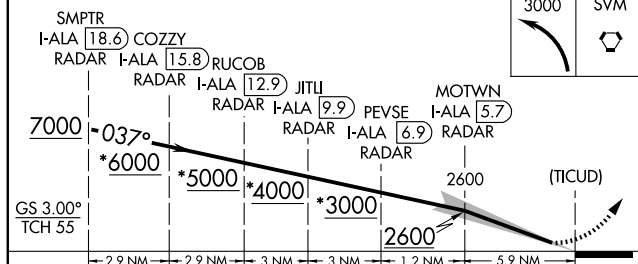 3000
SVM
SMPTR
I-ALA 18.6
RADAR
COZZY
I-ALA 15.8
RADAR
RUCOB
I-ALA 12.9
RADAR
JITLI
I-ALA 9.9
RADAR
PEVSE
I-ALA 6.9
RADAR
MOTWN
I-ALA 5.7
RADAR
7000
037°
*6000
*5000
*4000
*3000
2600
2600
(TICUD)
GS 3.00°
TCH 55
2.9 NM
2.9 NM
3 NM
3 NM
1.2 NM
5.9 NM